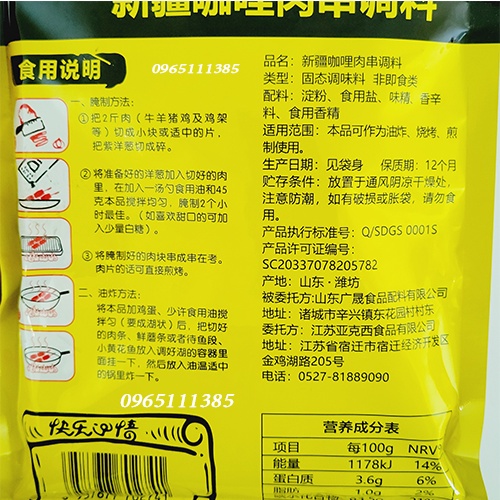 新疆咖喱肉串调料
食用说明
0965111385
一、腌制方法：
①把2斤肉（牛羊猪鸡及鸡架
等）切成小块或适中的片，
把紫洋葱切成碎。
②将准备好的洋葱加入切好的肉
里，在加入一汤勺食用油和45
克本品搅拌均匀，腌制2个小
时最佳。（如喜欢甜口的可加
入少量白糖）
③将腌制好的肉块串成串在考。
肉片的话可直接煎烤。
二、油炸方法：
将本品加鸡蛋、少许食用油搅
拌匀（要成湖状）后，把切好
的肉条、鲜蘑条或者待鱼段、
小黄花鱼放入调好湖的容器里
面挂一下，然后放入油温适中
的锅里炸一下。
0965111385
快乐心情
品名：新疆咖喱肉串调料
类型：固态调味料 非即食类
配料：淀粉、食用盐、味精、香辛
料、食用香精
适用范围：本品可作为油炸、烧烤、煎
制使用。
生产日期：见袋身 保质期：12个月
贮存条件：放置于通风阴凉干燥处，
注意防潮，如有破损或胀袋，请勿食
用。
产品执行标准号：Q/SDGS 0001S
产品许可证编号：
SC20337078205782
产地：山东·潍坊
被委托方：山东广晟食品配料有限公司
地址：诸城市辛兴镇东花园村村东
委托方：江苏亚克西食品有限公司
地址：江苏省宿迁市宿迁经济开发区
金鸡湖路205号
电话：0527-81889090
营养成分表
项目 每100g NRV%
能量 1178kJ 14%
蛋白质 3.6g 6%
脂肪 1.0g 2%